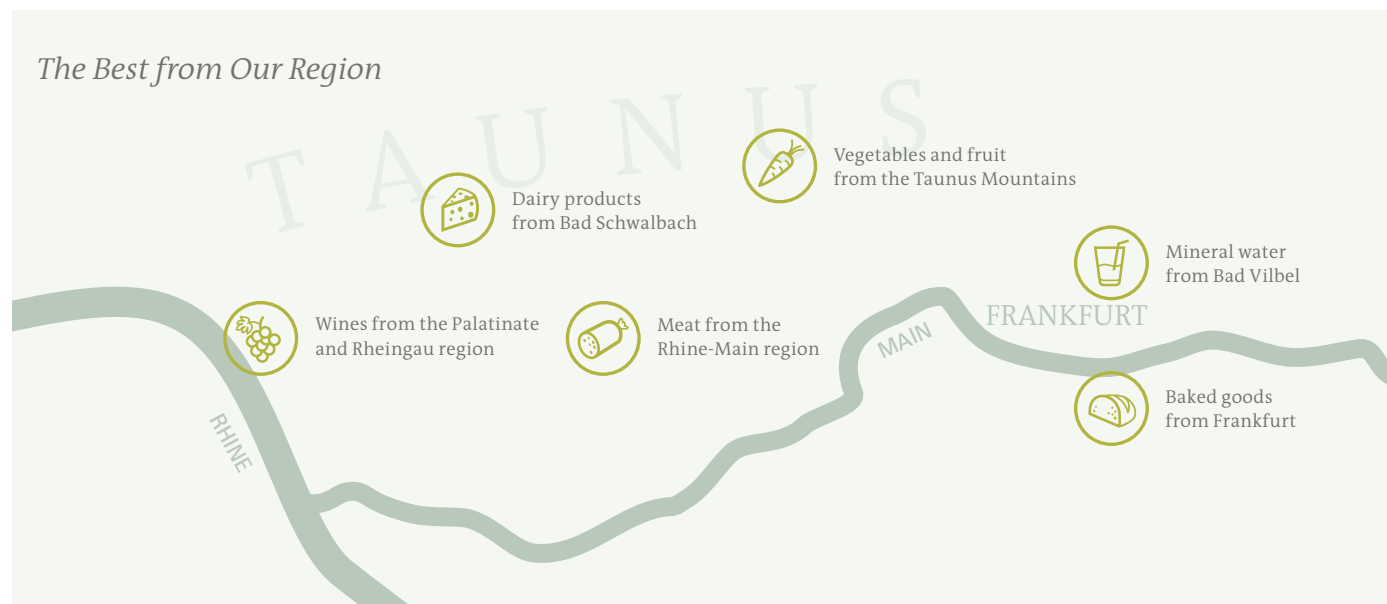 The Best from Our Region
TAUNUS
Vegetables and fruit
from the Taunus Mountains
Dairy products
from Bad Schwalbach
Mineral water
from Bad Vilbel
Wines from the Palatinate
and Rheingau region
Meat from the
Rhine-Main region
MAIN
FRANKFURT
RHINE
Baked goods
from Frankfurt